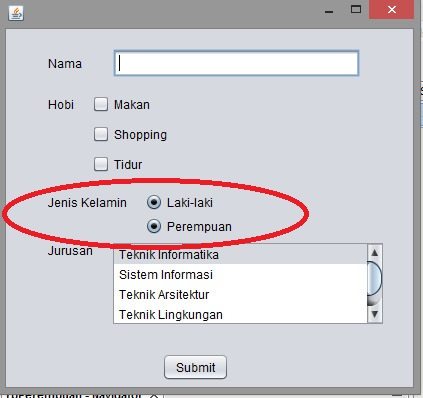 Nama
Hobi Makan
Shopping
Tidur
Jenis Kelamin Laki-laki
Perempuan
Jurusan Teknik Informatika
Sistem Informasi
Teknik Arsitektur
Teknik Lingkungan
Submit